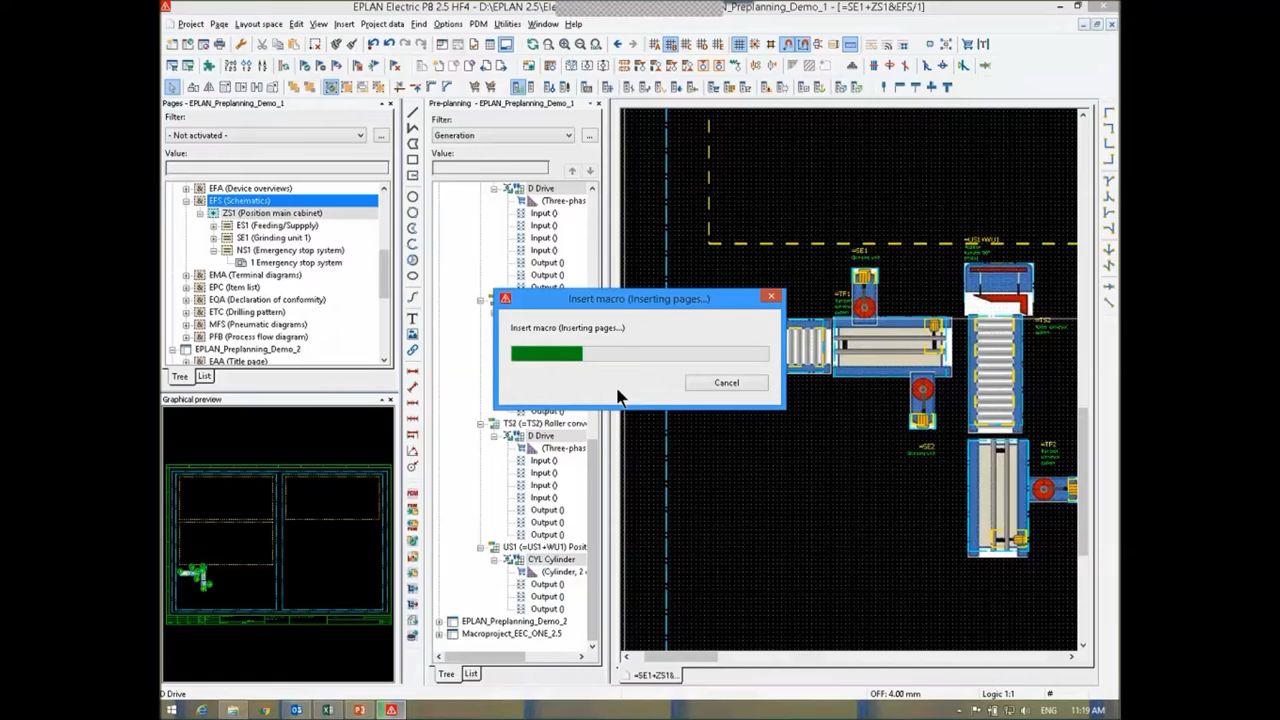 EPLAN Electric P8 2.5 HF4 - D:\EPLAN 2.5\Ele
_Preplanning_Demo_1 - [=SE1+ZS1&EFS/1]
Project Page Layout space Edit View Insert Project data Find Options PDM Utilities Window Help
Pages - EPLAN_Preplanning_Demo_1
Filter:
- Not activated -
...
Value:
EFA (Device overviews)
EFS (Schematics)
ZS1 (Position main cabinet)
ES1 (Feeding/Suppply)
SE1 (Grinding unit 1)
NS1 (Emergency stop system)
1 Emergency stop system
EMA (Terminal diagrams)
EPC (Item list)
EQA (Declaration of conformity)
ETC (Drilling pattern)
MFS (Pneumatic diagrams)
PFB (Process flow diagram)
EPLAN_Preplanning_Demo_2
EAA (Title page)
Tree List
Graphical preview
Pre-planning - EPLAN_Preplanning_Demo_1
Filter:
Generation
...
Value:
D Drive
(Three-phas
Input ()
Input ()
Input ()
Input ()
Output ()
Output ()
Output ()
TS2 (=TS2) Roller conv
D Drive
(Three-phas
Input ()
Input ()
Input ()
Input ()
Output ()
Output ()
Output ()
US1 (=US1+WU1) Posit
CYL Cylinder
(Cylinder, 2
Output ()
Output ()
Output ()
EPLAN_Preplanning_Demo_2
Macroproject_EEC_ONE_2.5
Tree List
Insert macro (Inserting pages...)
Insert macro (Inserting pages...)
Cancel
=US1+WU1
=SE1
=TF1
=TS2
=SE2
=TF2
=SE1+ZS1&...
D Drive
OFF: 4.00 mm
Logic 1:1
#
ENG
11:19 AM